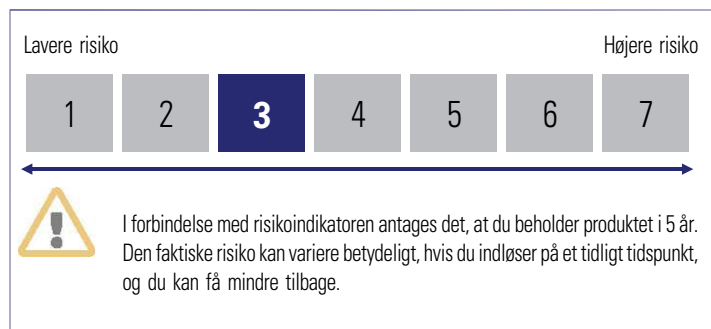 Lavere risiko Højere risiko
1 2 3 4 5 6 7
I forbindelse med risikoindikatoren antages det, at du beholder produktet i 5 år.
Den faktiske risiko kan variere betydeligt, hvis du indløser på et tidligt tidspunkt,
og du kan få mindre tilbage.